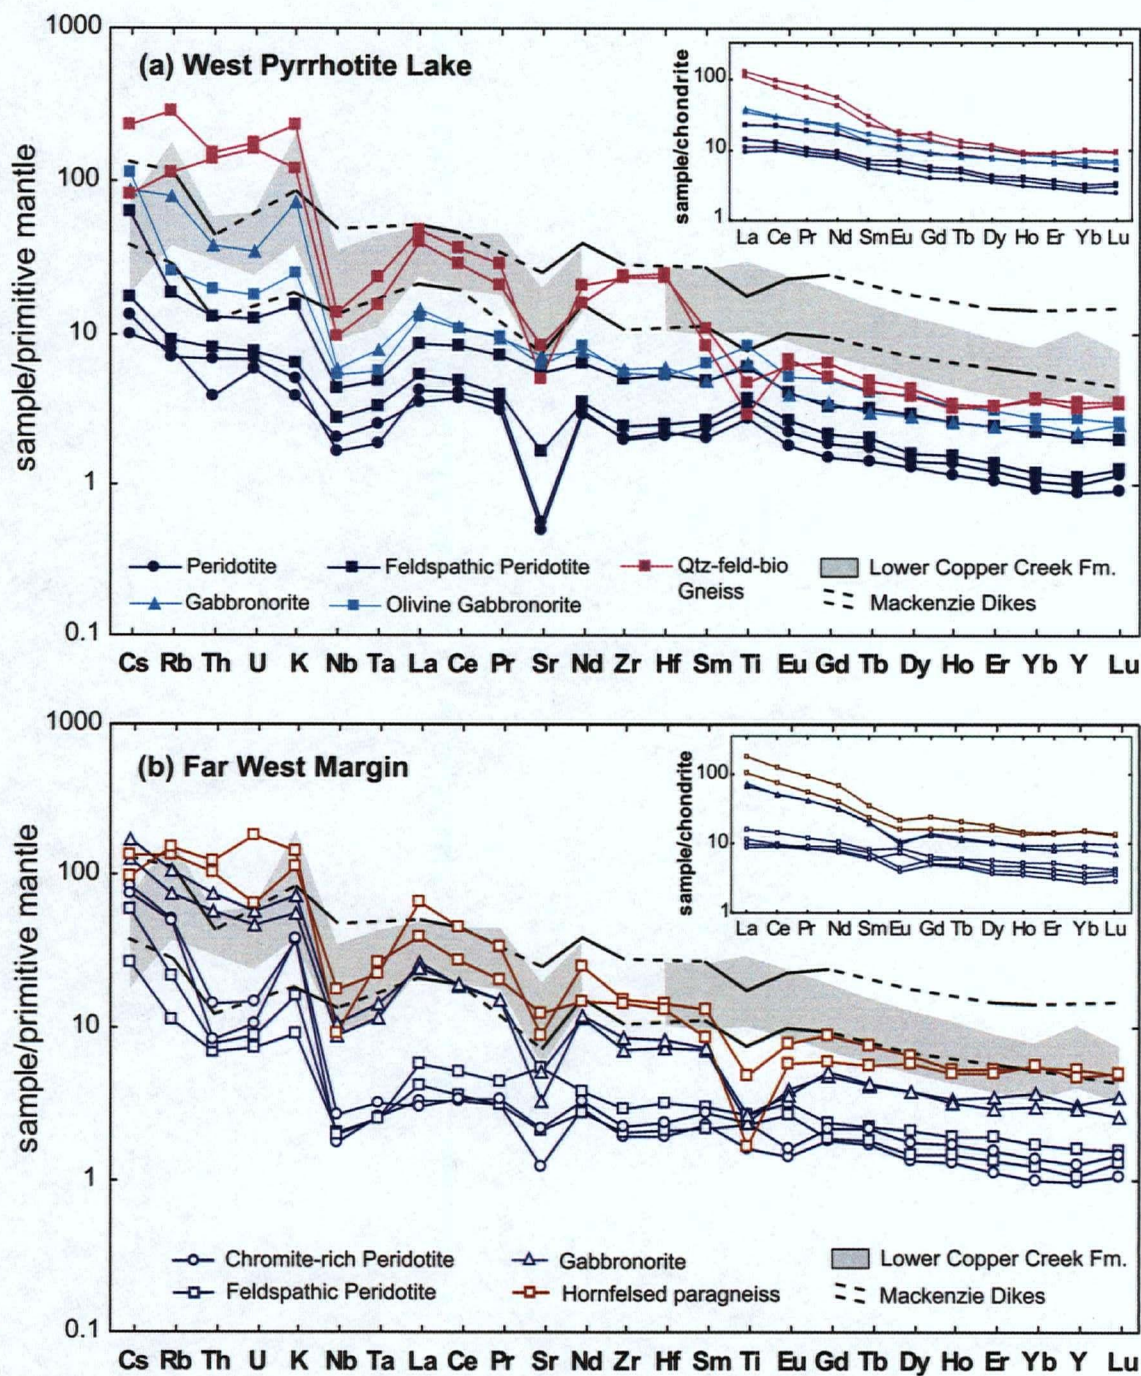 1000
100
10
1
0.1
sample/primitive mantle
(a) West Pyrrhotite Lake
sample/chondrite
100
10
1
La Ce Pr Nd Sm Eu Gd Tb Dy Ho Er Yb Lu
Peridotite
Feldspathic Peridotite
Qtz-feld-bio
Gneiss
Lower Copper Creek Fm.
Gabbronorite
Olivine Gabbronorite
Mackenzie Dikes
Cs Rb Th U K Nb Ta La Ce Pr Sr Nd Zr Hf Sm Ti Eu Gd Tb Dy Ho Er Yb Y Lu
1000
100
10
1
0.1
sample/primitive mantle
(b) Far West Margin
sample/chondrite
100
10
1
La Ce Pr Nd Sm Eu Gd Tb Dy Ho Er Yb Lu
Chromite-rich Peridotite
Gabbronorite
Lower Copper Creek Fm.
Feldspathic Peridotite
Hornfelsed paragneiss
Mackenzie Dikes
Cs Rb Th U K Nb Ta La Ce Pr Sr Nd Zr Hf Sm Ti Eu Gd Tb Dy Ho Er Yb Y Lu